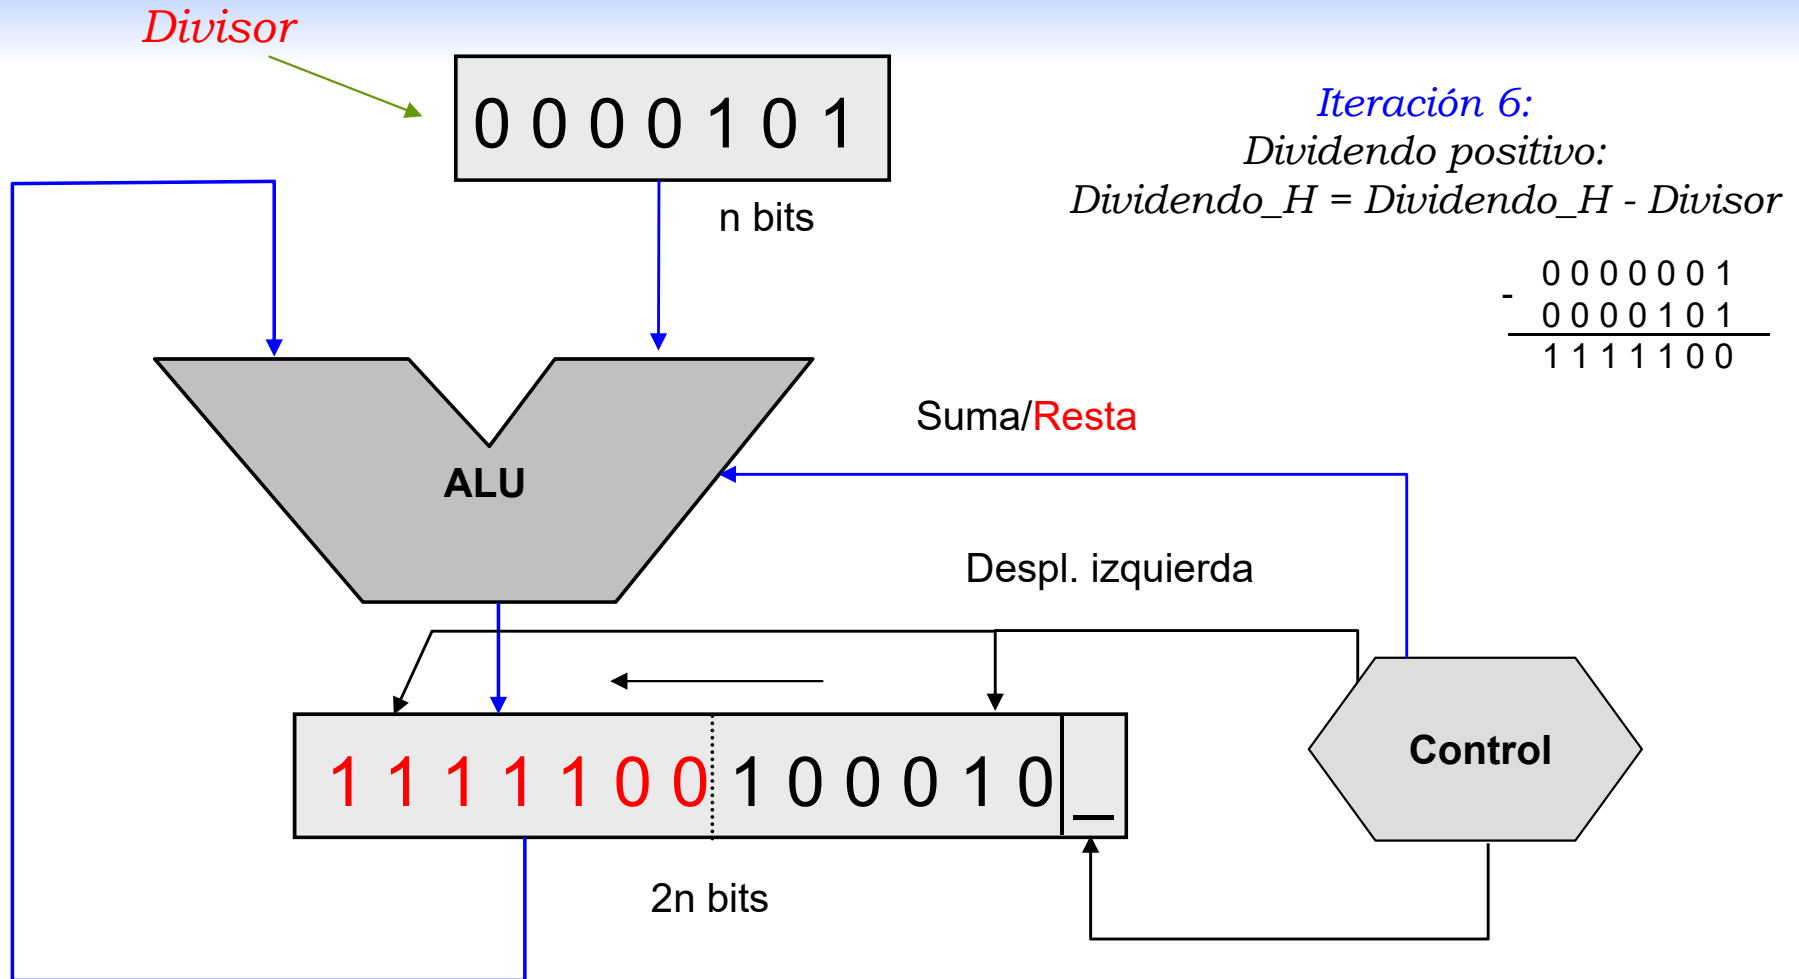 Divisor
0 0 0 0 1 0 1
n bits
Iteración 6:
Dividendo positivo:
Dividendo_H = Dividendo_H - Divisor
0 0 0 0 0 0 1
-
0 0 0 0 1 0 1
1 1 1 1 1 0 0
Suma/Resta
ALU
Despl. izquierda
1 1 1 1 1 0 0 1 0 0 0 1 0 _
Control
2n bits